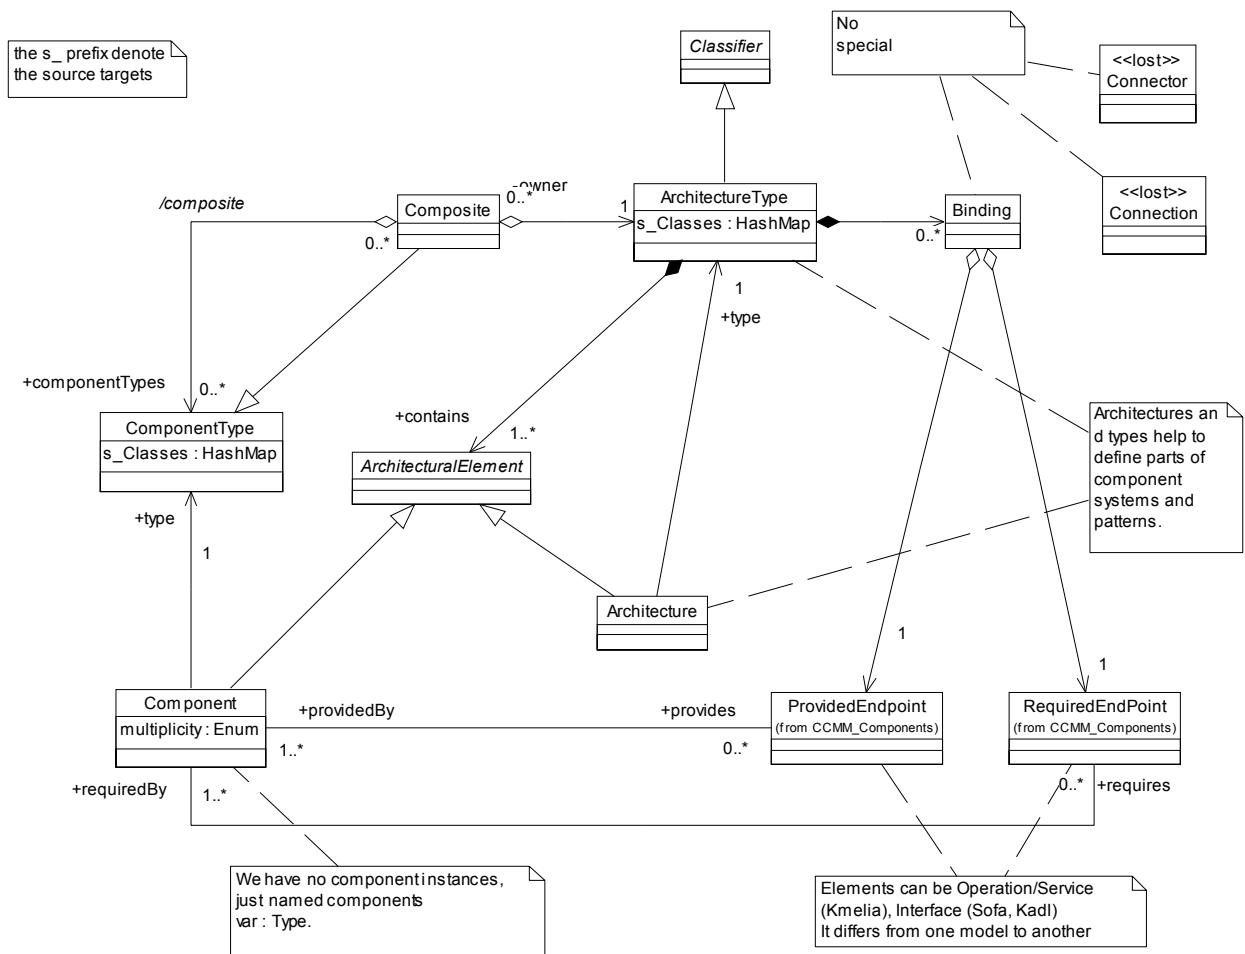 the s_ prefix denote
the source targets
Classifier
No
special
<<lost>>
Connector
<<lost>>
Connection
/composite
0..*
Composite
0..*
-owner
1
ArchitectureType
s_Classes : HashMap
0..*
Binding
1
+type
+componentTypes
0..*
ComponentType
s_Classes : HashMap
+contains
1..*
ArchitecturalElement
Architectures an
d types help to
define parts of
component
systems and
patterns.
+type
1
Architecture
1
1
Component
multiplicity : Enum
+providedBy
1..*
+provides
0..*
ProvidedEndpoint
(from CCMM_Components)
RequiredEndPoint
(from CCMM_Components)
+requiredBy
1..*
0..*
+requires
We have no component instances,
just named components
var : Type.
Elements can be Operation/Service
(Kmelia), Interface (Sofa, Kadl)
It differs from one model to another